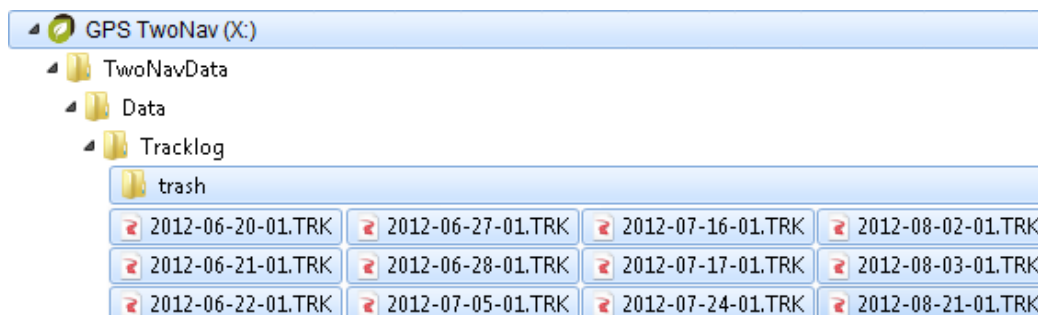 GPS TwoNav (X:)
TwoNavData
Data
Tracklog
trash
2012-06-20-01.TRK 2012-06-27-01.TRK 2012-07-16-01.TRK 2012-08-02-01.TRK
2012-06-21-01.TRK 2012-06-28-01.TRK 2012-07-17-01.TRK 2012-08-03-01.TRK
2012-06-22-01.TRK 2012-07-05-01.TRK 2012-07-24-01.TRK 2012-08-21-01.TRK